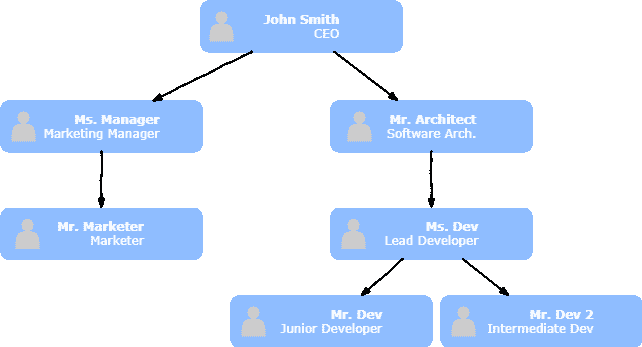 John Smith
CEO
Ms. Manager
Marketing Manager
Mr. Architect
Software Arch.
Mr. Marketer
Marketer
Ms. Dev
Lead Developer
Mr. Dev
Junior Developer
Mr. Dev 2
Intermediate Dev